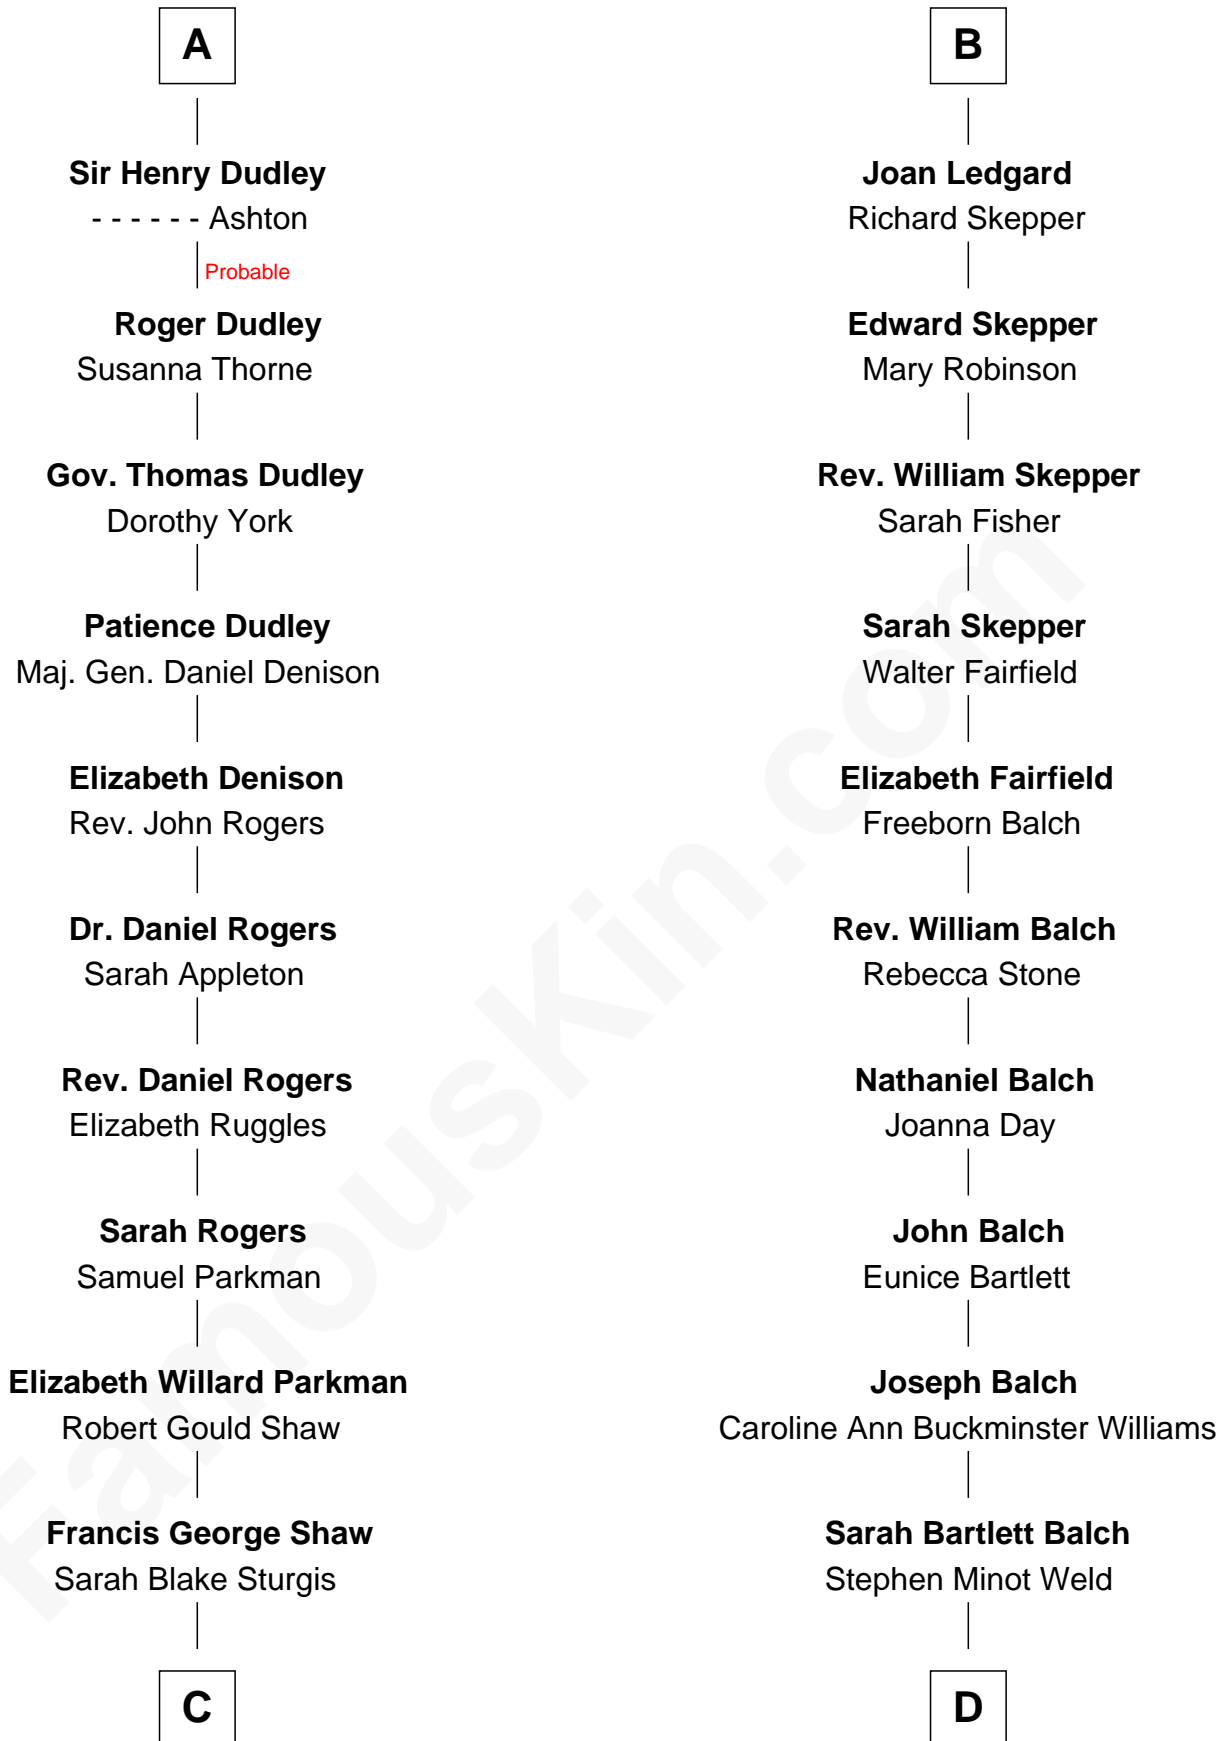 A
Sir Henry Dudley
- - - - - - Ashton
Probable
Roger Dudley
Susanna Thorne
Gov. Thomas Dudley
Dorothy York
Patience Dudley
Maj. Gen. Daniel Denison
Elizabeth Denison
Rev. John Rogers
Dr. Daniel Rogers
Sarah Appleton
Rev. Daniel Rogers
Elizabeth Ruggles
Sarah Rogers
Samuel Parkman
Elizabeth Willard Parkman
Robert Gould Shaw
Francis George Shaw
Sarah Blake Sturgis
C
B
Joan Ledgard
Richard Skepper
Edward Skepper
Mary Robinson
Rev. William Skepper
Sarah Fisher
Sarah Skepper
Walter Fairfield
Elizabeth Fairfield
Freeborn Balch
Rev. William Balch
Rebecca Stone
Nathaniel Balch
Joanna Day
John Balch
Eunice Bartlett
Joseph Balch
Caroline Ann Buckminster Williams
Sarah Bartlett Balch
Stephen Minot Weld
D
FamousKin.com